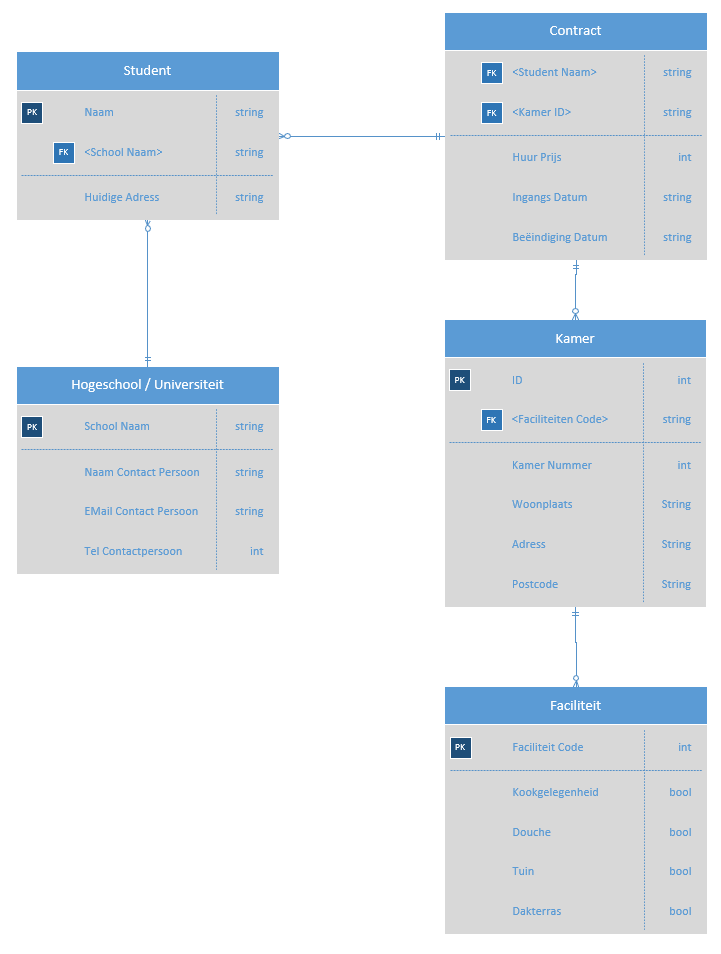 Student
PK Naam string
FK <School Naam> string
Huidige Adress string
Contract
FK <Student Naam> string
FK <Kamer ID> string
Huur Prijs int
Ingangs Datum string
Beëindiging Datum string
Hogeschool / Universiteit
PK School Naam string
Naam Contact Persoon string
EMail Contact Persoon string
Tel Contactpersoon int
Kamer
PK ID int
FK <Faciliteiten Code> string
Kamer Nummer int
Woonplaats String
Adress String
Postcode String
Faciliteit
PK Faciliteit Code int
Kookgelegenheid bool
Douche bool
Tuin bool
Dakterras bool